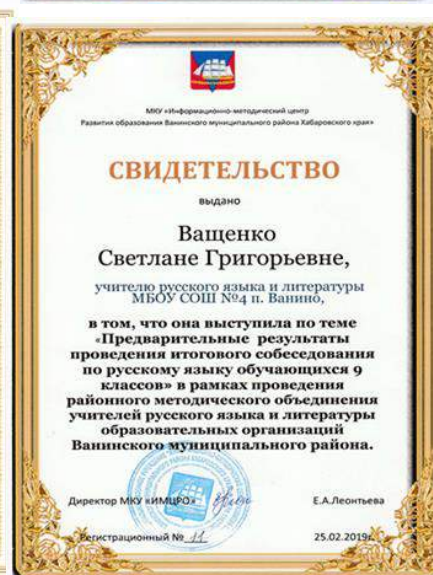 МКУ «Информационно-методический центр
Развития образования Ванинского муниципального района Хабаровского края»
СВИДЕТЕЛЬСТВО
выдано
Ващенко
Светлане Григорьевне,
учителю русского языка и литературы
МБОУ СОШ №4 п. Ванино,
в том, что она выступила по теме
«Предварительные результаты
проведения итогового собеседования
по русскому языку обучающихся 9
классов» в рамках проведения
районного методического объединения
учителей русского языка и литературы
образовательных организаций
Ванинского муниципального района.
Директор МКУ «ИМЦРО» Е.А.Леонтьева
Регистрационный № 11 25.02.2019г.